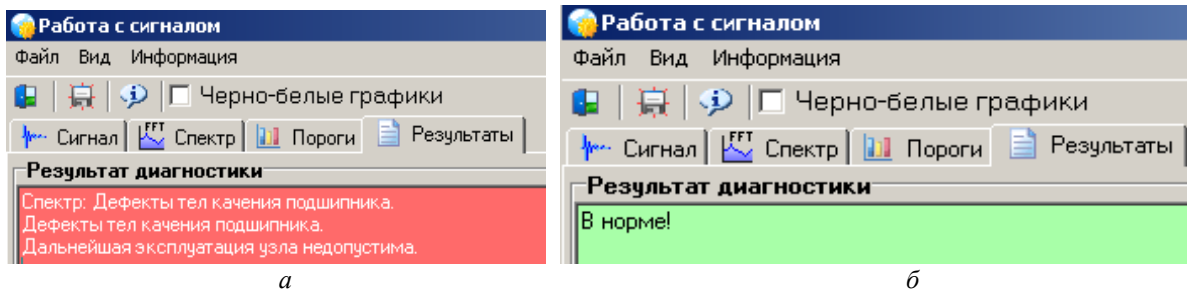 Работа с сигналом
Файл Вид Информация
Черно-белые графики
Сигнал FFT Спектр Пороги Результаты
Результат диагностики
Спектр: Дефекты тел качения подшипника.
Дефекты тел качения подшипника.
Дальнейшая эксплуатация узла недопустима.
а
Работа с сигналом
Файл Вид Информация
Черно-белые графики
Сигнал FFT Спектр Пороги Результаты
Результат диагностики
В норме!
б